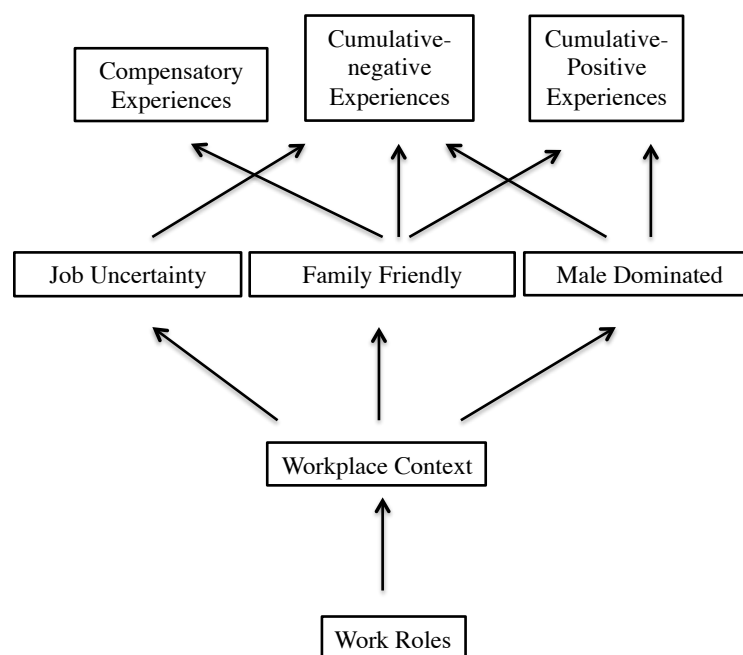 Compensatory
Experiences
Cumulative-
negative
Experiences
Cumulative-
Positive
Experiences
Job Uncertainty
Family Friendly
Male Dominated
Workplace Context
Work Roles